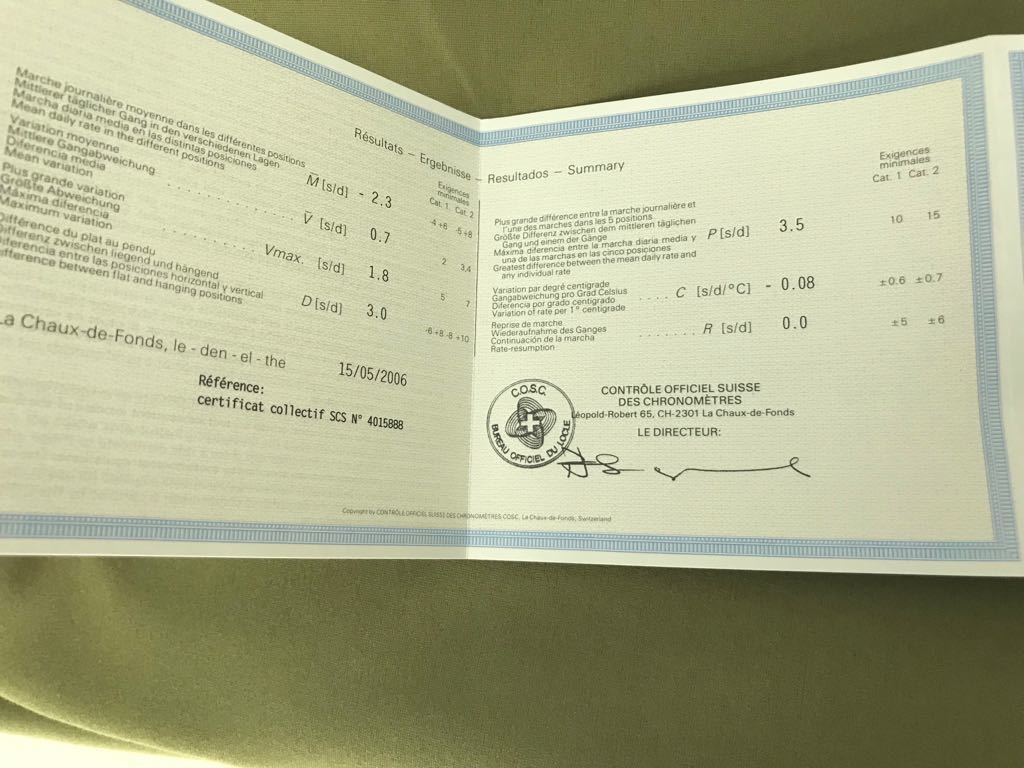 Résultats – Ergebnisse – Resultados – Summary
Marche journalière moyenne dans les différentes positions
Mittlerer täglicher Gang in den verschiedenen Lagen
Marcha diaria media en las distintas posiciones
Mean daily rate in the different positions
M̄ [s/d] - 2.3
Exigences
minimales
Cat. 1 Cat. 2
-4 +6 -5 +8
Variation moyenne
Mittlere Gangabweichung
Diferencia media
Mean variation
V̄ [s/d] 0.7
2 3,4
Plus grande variation
Größte Abweichung
Máxima diferencia
Maximum variation
Vmax. [s/d] 1.8
5 7
Différence du plat au pendu
Differenz zwischen liegend und hängend
Diferencia entre las posiciones horizontal y vertical
Difference between flat and hanging positions
D [s/d] 3.0
-6 +8 -8 +10
La Chaux-de-Fonds, le - den - el - the 15/05/2006
Référence:
certificat collectif SCS N° 4015888
Exigences
minimales
Cat. 1 Cat. 2
Plus grande différence entre la marche journalière et
l'une des marches dans les 5 positions
Größte Differenz zwischen dem mittleren täglichen
Gang und einem der Gänge
Máxima diferencia entre la marcha diaria media y
una de las marchas en las cinco posiciones
Greatest difference between the mean daily rate and
any individual rate
P [s/d] 3.5 10 15
Variation par degré centigrade
Gangabweichung pro Grad Celsius
Diferencia por grado centigrado
Variation of rate per 1° centigrade
C [s/d/°C] - 0.08 ±0.6 ±0.7
Reprise de marche
Wiederaufnahme des Ganges
Continuación de la marcha
Rate-resumption
R [s/d] 0.0 ±5 ±6
C.O.S.C.
BUREAU OFFICIEL DU LOCLE
CONTRÔLE OFFICIEL SUISSE
DES CHRONOMÈTRES
Léopold-Robert 65, CH-2301 La Chaux-de-Fonds
LE DIRECTEUR:
Copyright by CONTRÔLE OFFICIEL SUISSE DES CHRONOMÈTRES COSC, La Chaux-de-Fonds, Switzerland